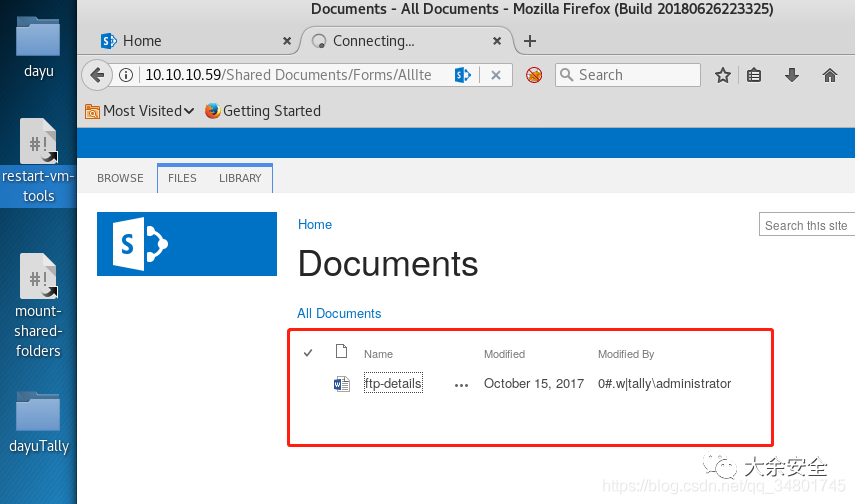 Documents - All Documents - Mozilla Firefox (Build 20180626223325)
Home
Connecting...
10.10.10.59/Shared Documents/Forms/AllIte
Search
Most Visited
Getting Started
BROWSE
FILES
LIBRARY
S
Home
Search this site
Documents
All Documents
Name
Modified
Modified By
ftp-details
October 15, 2017
0#.w|tally\administrator
dayu
#!
restart-vm-
tools
#!
mount-
shared-
folders
dayuTally
大余安全
https://blog.csdn.net/qq_34801745